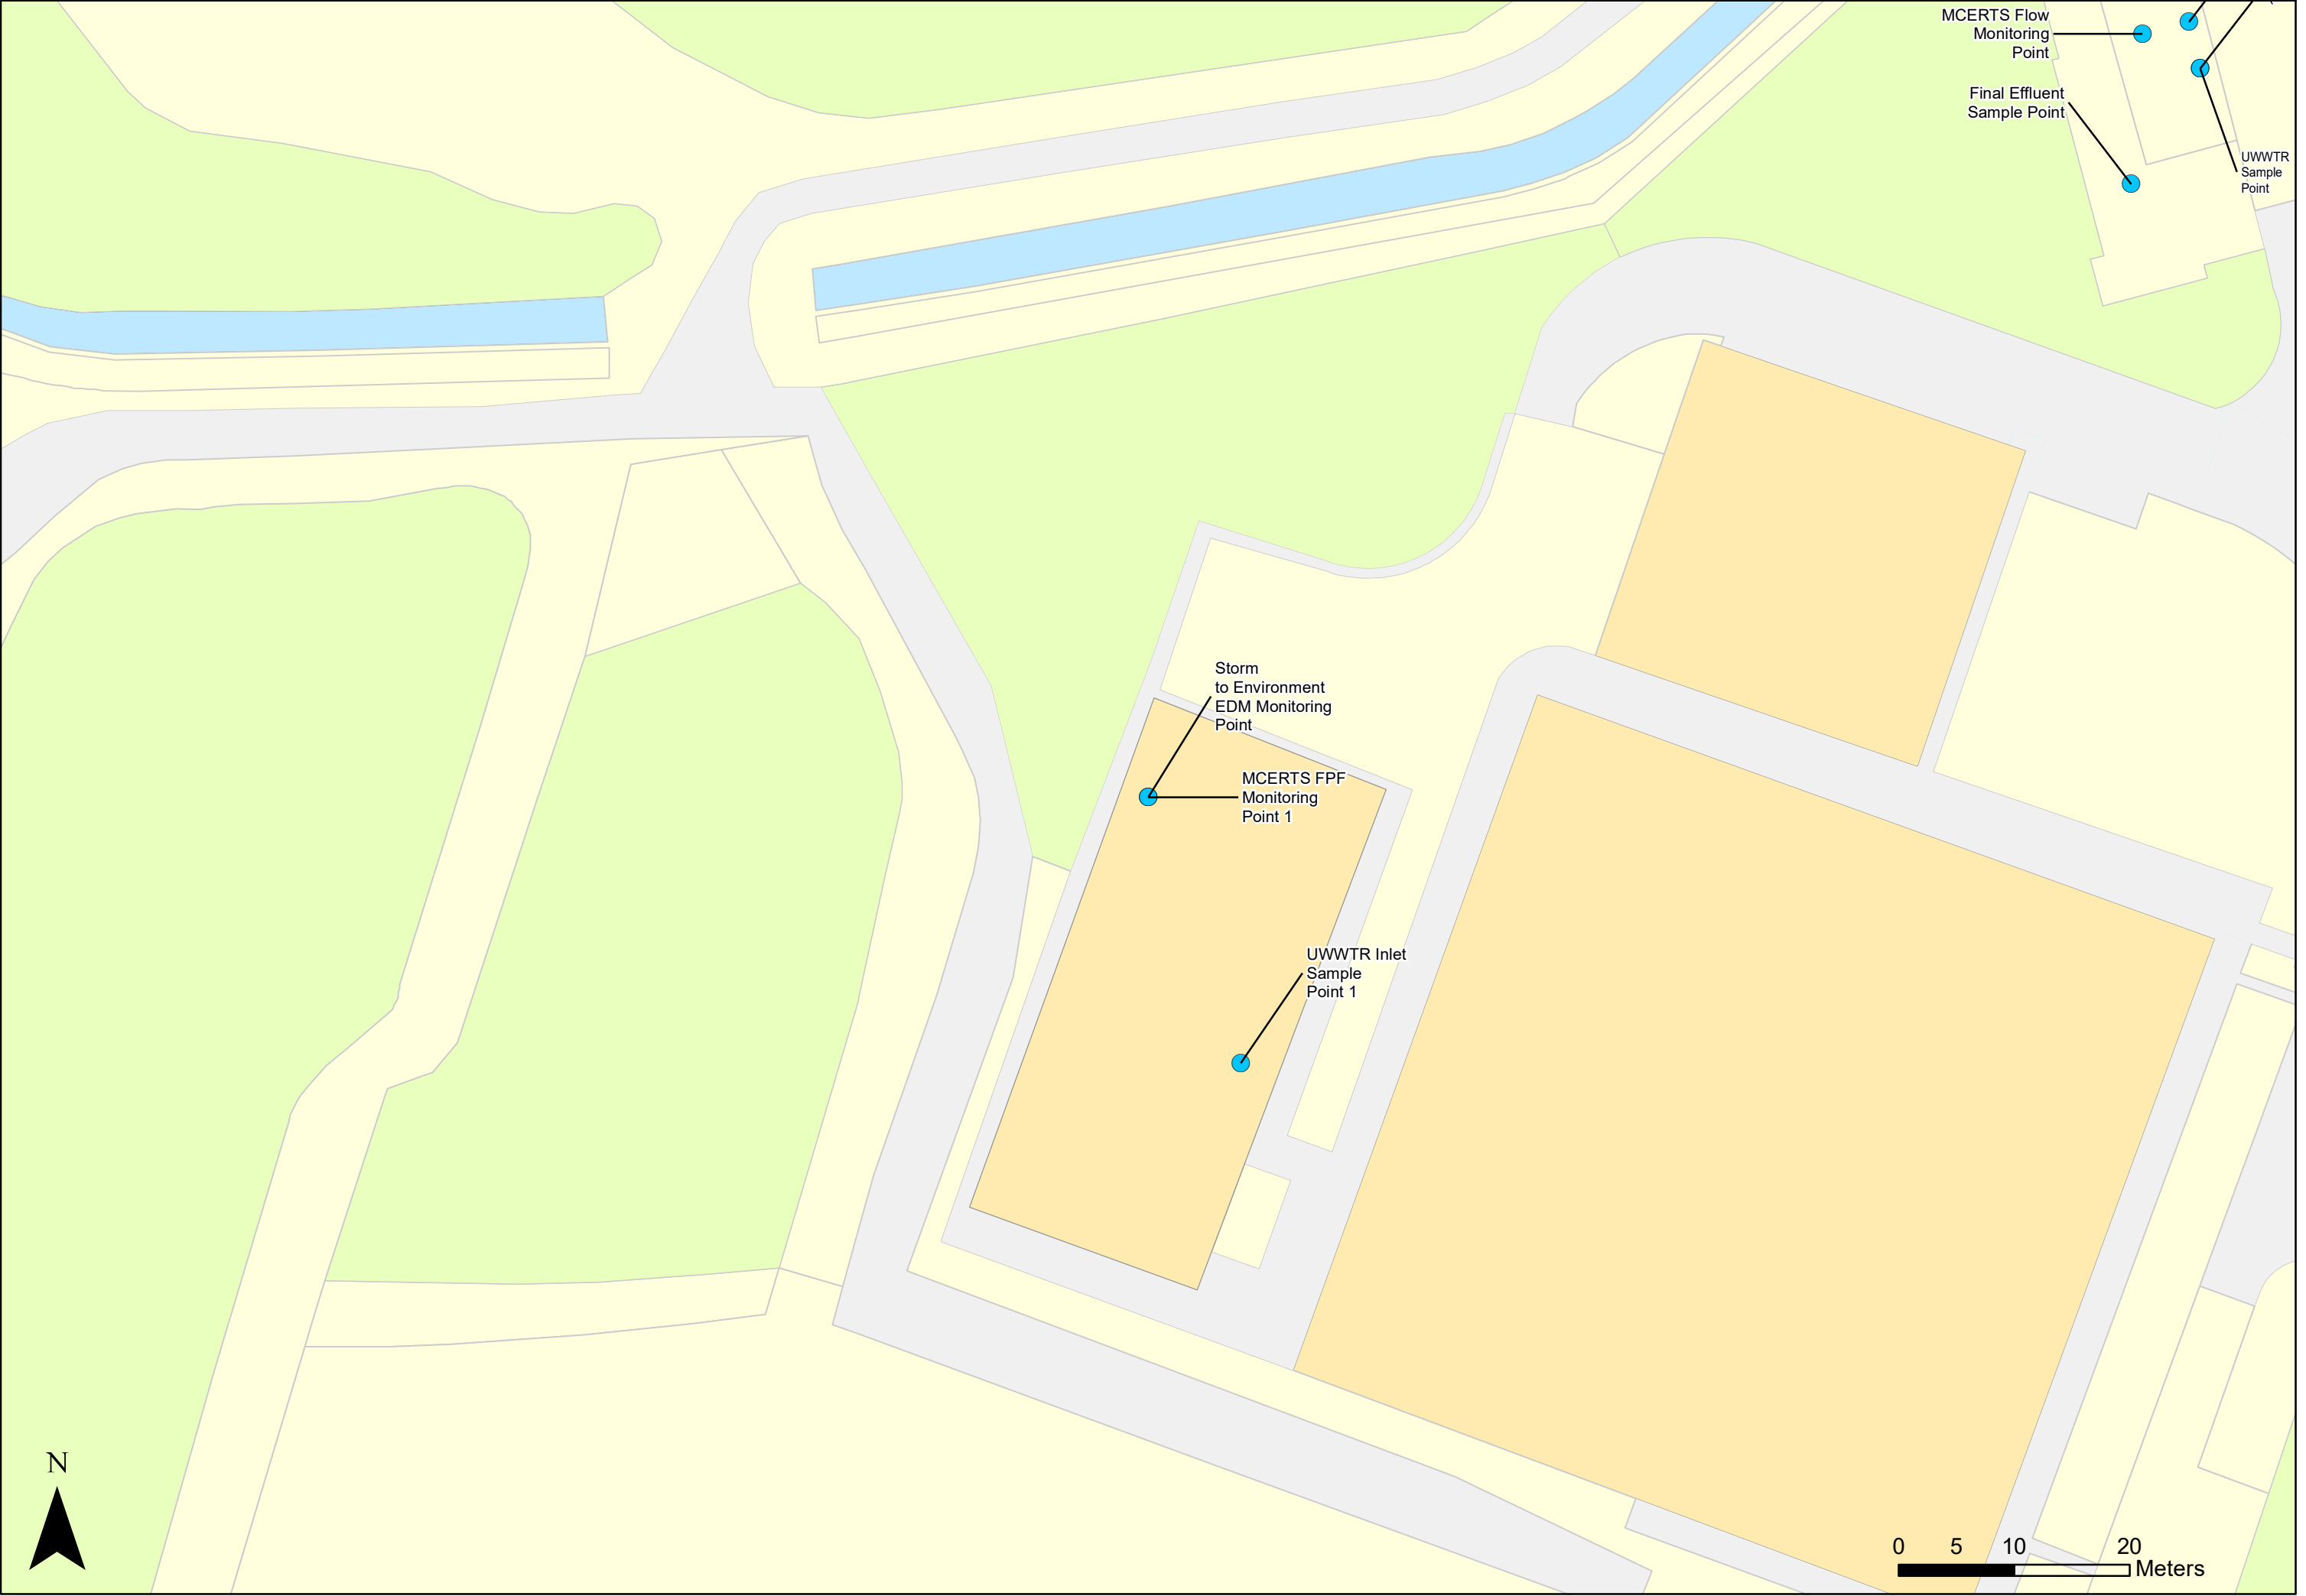 MCERTS Flow
Monitoring
Point
Final Effluent
Sample Point
UWWTR
Sample
Point
Storm
to Environment
EDM Monitoring
Point
MCERTS FPF
Monitoring
Point 1
UWWTR Inlet
Sample
Point 1
N
0 5 10 20
Meters